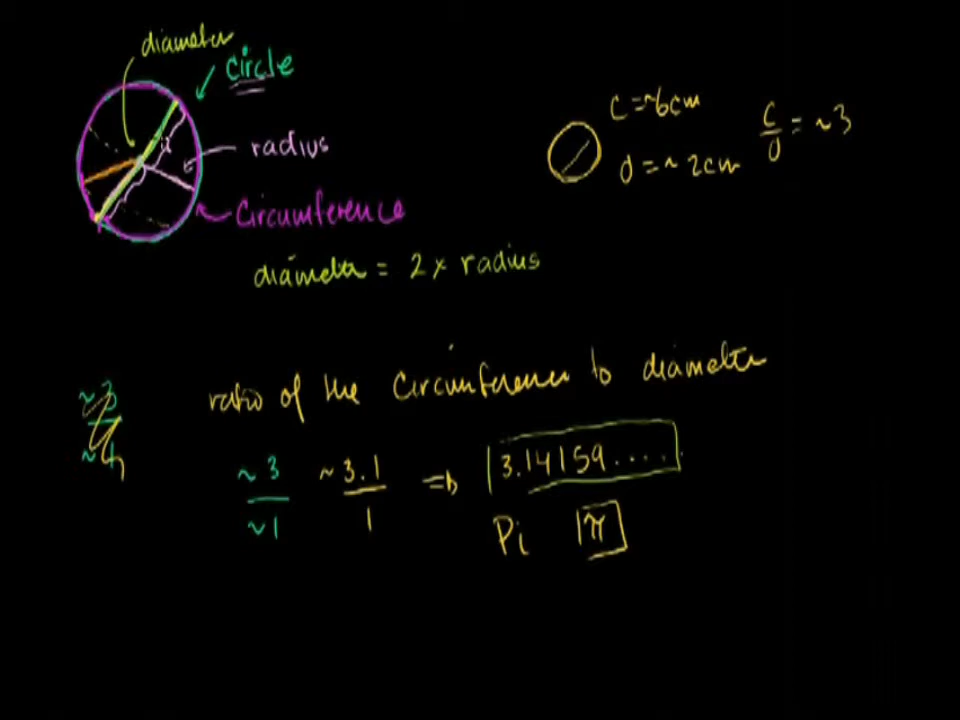 diameter
circle
radius
Circumference
diameter = 2 × radius
C = ~6cm
d = ~2cm
c/d = ~3
ratio of the circumference to diameter
~3/~1
~3.1/1
⇒ 3.14159....
Pi π